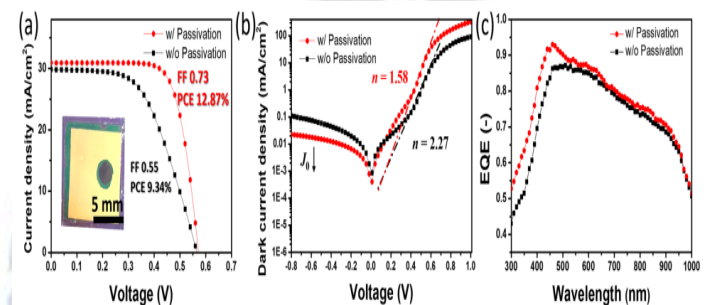 (a)
Current density (mA/cm²)
30
20
10
0
w/ Passivation
w/o Passivation
FF 0.73
PCE 12.87%
FF 0.55
PCE 9.34%
5 mm
0.0 0.1 0.2 0.3 0.4 0.5 0.6 0.7
Voltage (V)
(b)
Dark current density (mA/cm²)
100
10
1
0.1
0.01
1E-3
1E-4
1E-5
1E-6
w/ Passivation
w/o Passivation
n = 1.58
n = 2.27
J₀
-0.8 -0.6 -0.4 -0.2 0.0 0.2 0.4 0.6 0.8 1.0
Voltage (V)
(c)
EQE (-)
1.0
0.9
0.8
0.7
0.6
0.5
0.4
w/ Passivation
w/o Passivation
300 400 500 600 700 800 900 1000
Wavelength (nm)